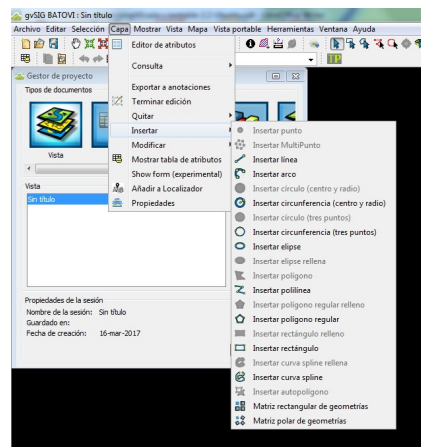 gvSIG BATOVI : Sin título
Archivo Editar Selección Capa Mostrar Vista Mapa Vista portable Herramientas Ventana Ayuda
Gestor de proyecto
Tipos de documentos
Vista
Vista
Sin título
Propiedades de la sesión
Nombre de la sesión: Sin título
Guardado en:
Fecha de creación: 16-mar-2017
Editor de atributos
Consulta
Exportar a anotaciones
Terminar edición
Quitar
Insertar
Modificar
Mostrar tabla de atributos
Show form (experimental)
Añadir a Localizador
Propiedades
Insertar punto
Insertar MultiPunto
Insertar línea
Insertar arco
Insertar círculo (centro y radio)
Insertar circunferencia (centro y radio)
Insertar círculo (tres puntos)
Insertar circunferencia (tres puntos)
Insertar elipse
Insertar elipse rellena
Insertar polígono
Insertar polilínea
Insertar polígono regular relleno
Insertar polígono regular
Insertar rectángulo relleno
Insertar rectángulo
Insertar curva spline rellena
Insertar curva spline
Insertar autopolígono
Matriz rectangular de geometrías
Matriz polar de geometrías